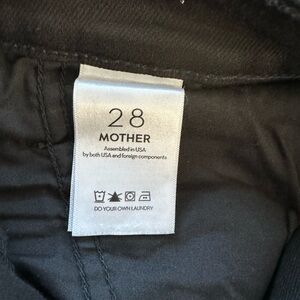 28
MOTHER
Assembled in USA
by both USA and foreign components
DO YOUR OWN LAUNDRY